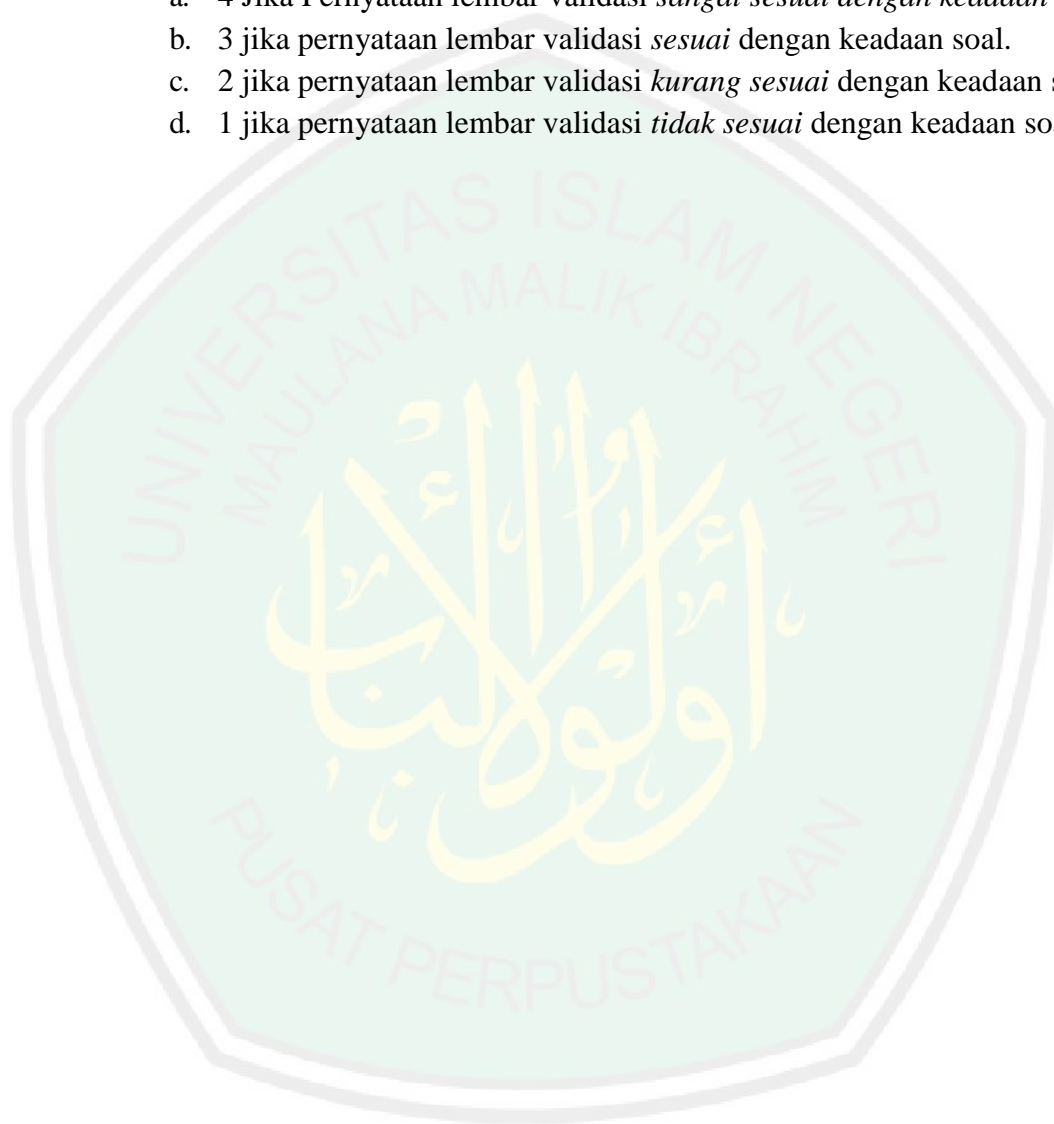 a. 4 Jika Pernyataan lembar validasi sangat sesuai dengan keadaan
b. 3 jika pernyataan lembar validasi sesuai dengan keadaan soal.
c. 2 jika pernyataan lembar validasi kurang sesuai dengan keadaan
d. 1 jika pernyataan lembar validasi tidak sesuai dengan keadaan
UNIVERSITAS ISLAM NEGERI
MAULANA MALIK IBRAHIM
أولوا الألباب
PUSAT PERPUSTAKAAN